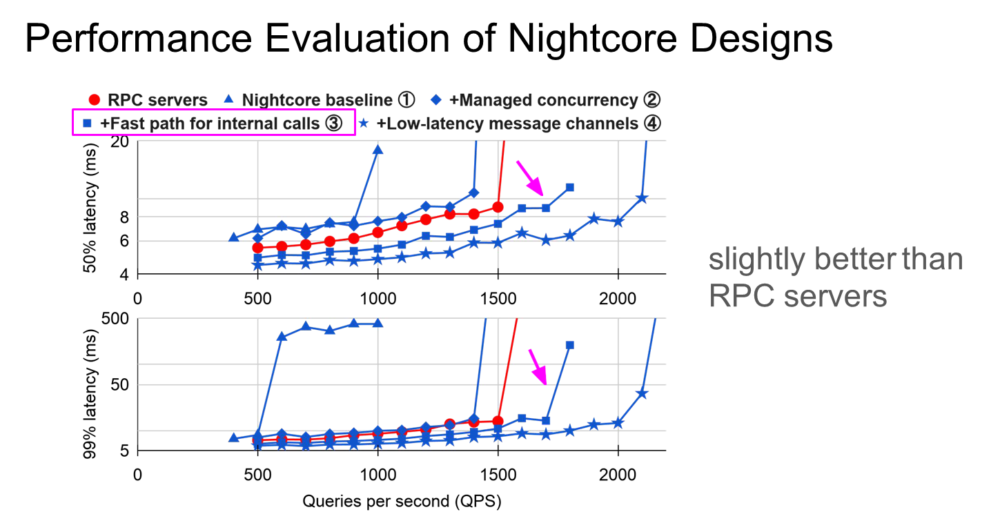 Performance Evaluation of Nightcore Designs
RPC servers Nightcore baseline ① +Managed concurrency ②
+Fast path for internal calls ③ +Low-latency message channels ④
50% latency (ms)
20
8
6
4
0 500 1000 1500 2000
slightly better than
RPC servers
99% latency (ms)
500
50
5
0 500 1000 1500 2000
Queries per second (QPS)